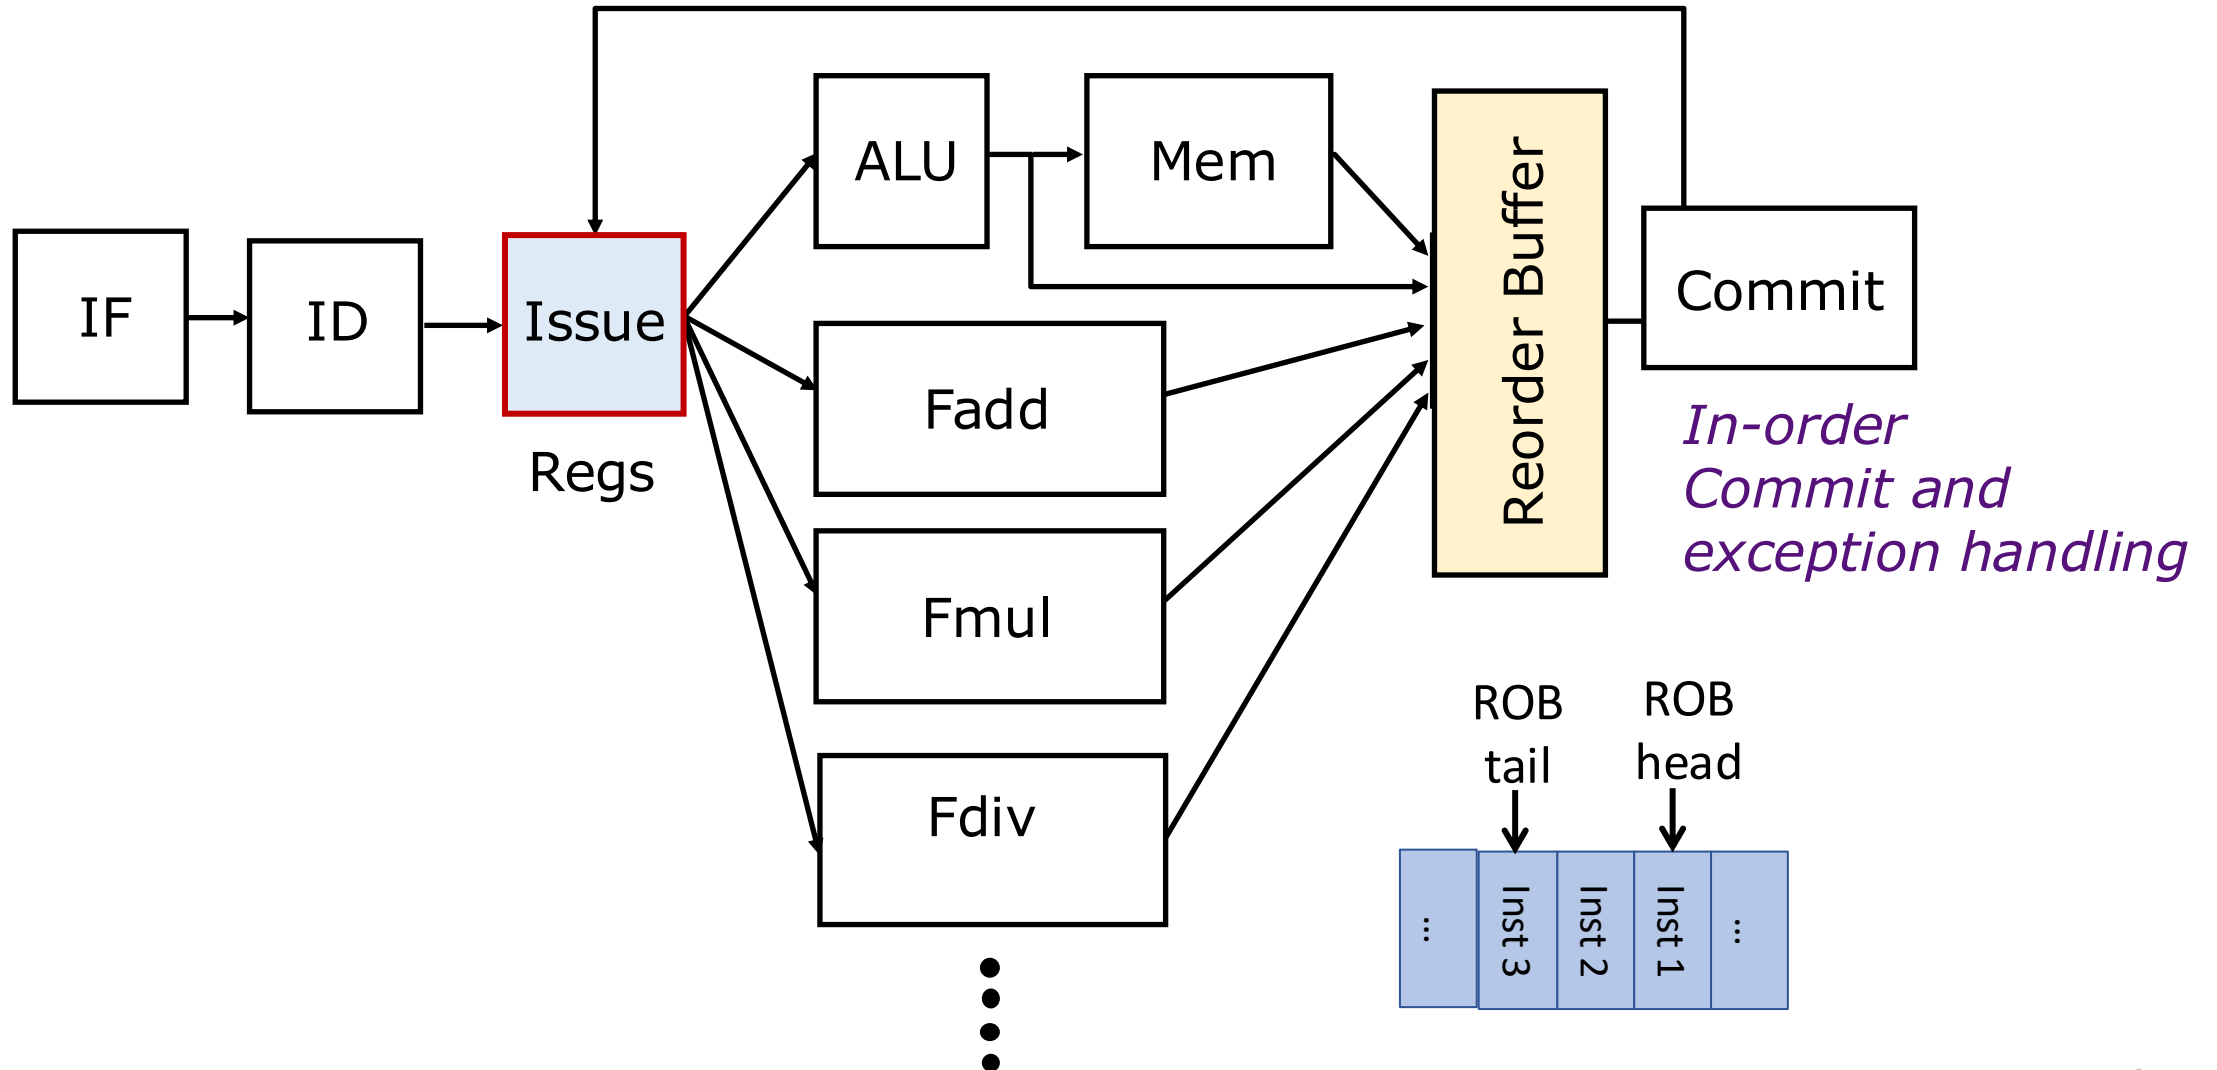 IF
ID
Issue
Regs
ALU
Mem
Fadd
Fmul
Fdiv
Reorder Buffer
Commit
In-order
Commit and
exception handling
ROB
tail
ROB
head
...
Inst 3
Inst 2
Inst 1
...